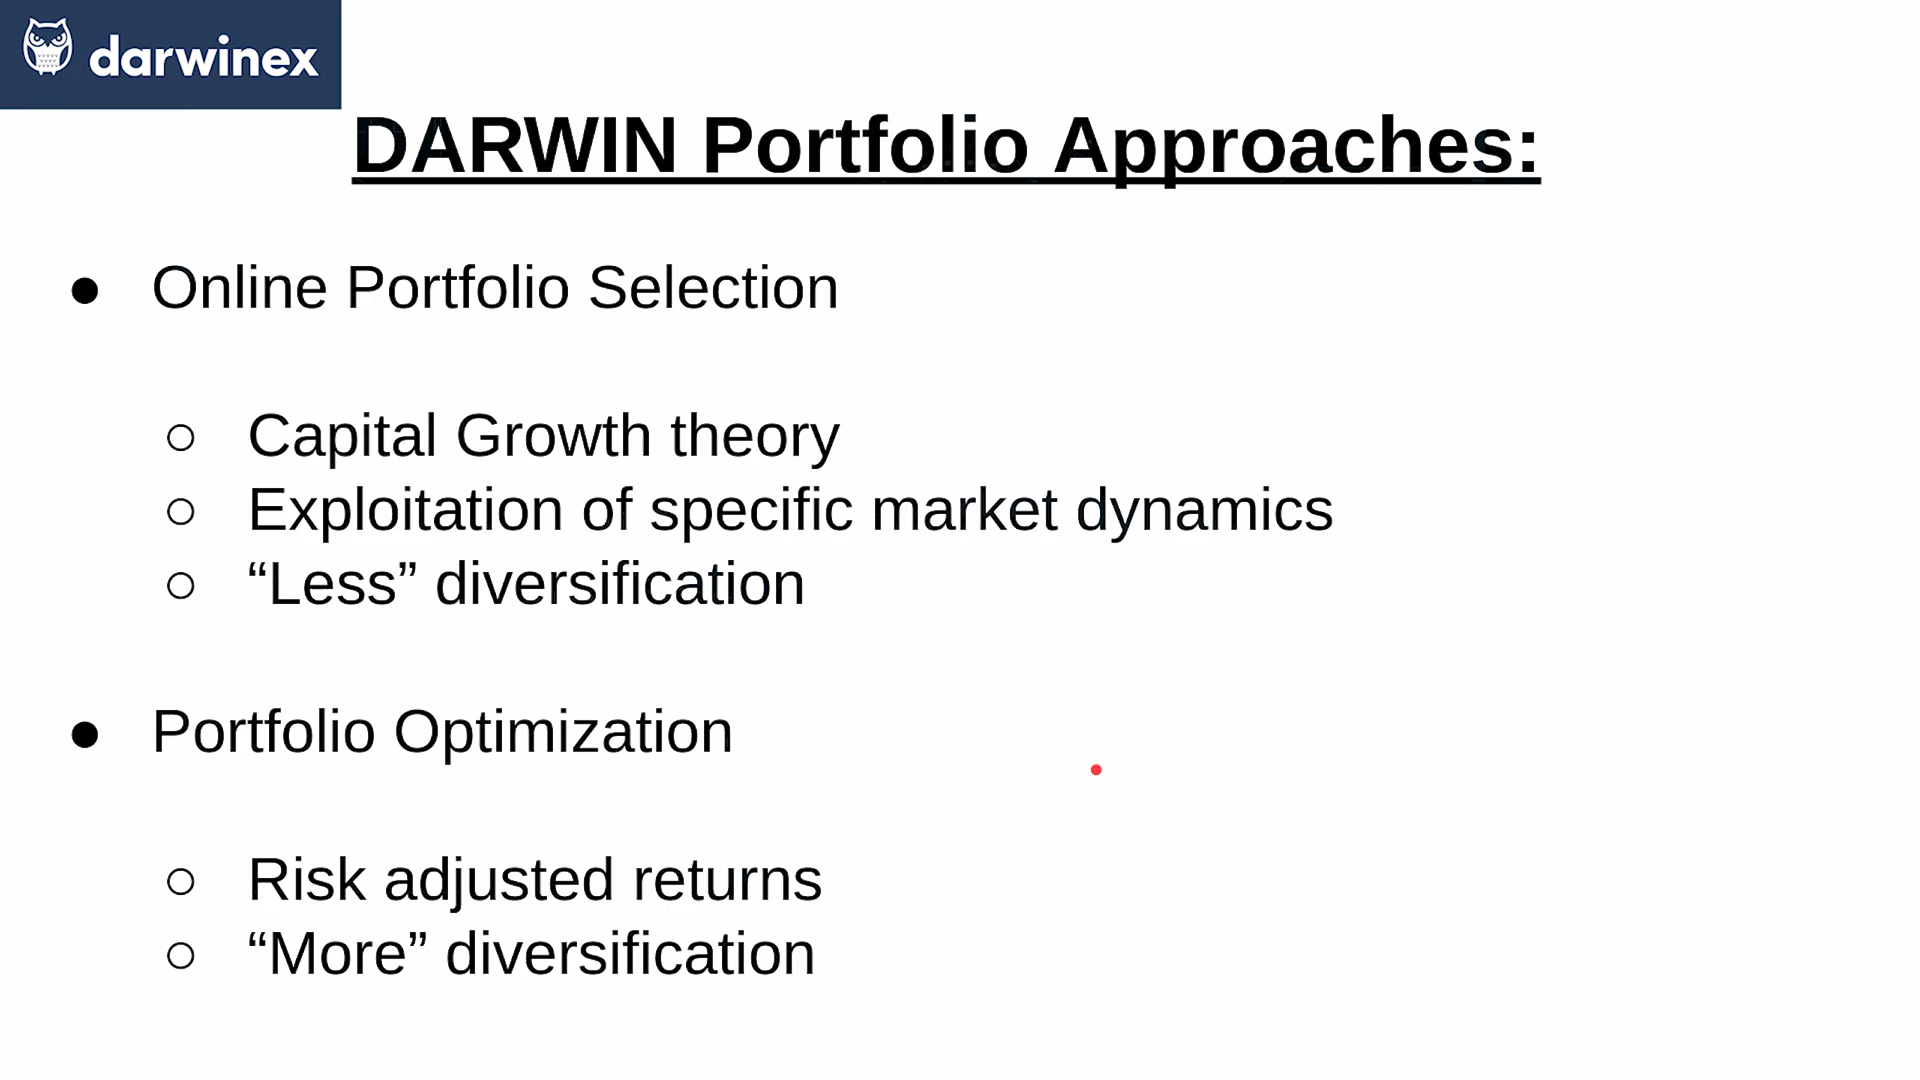 darwinex
DARWIN Portfolio Approaches:
● Online Portfolio Selection
○ Capital Growth theory
○ Exploitation of specific market dynamics
○ “Less” diversification
● Portfolio Optimization
○ Risk adjusted returns
○ “More” diversification